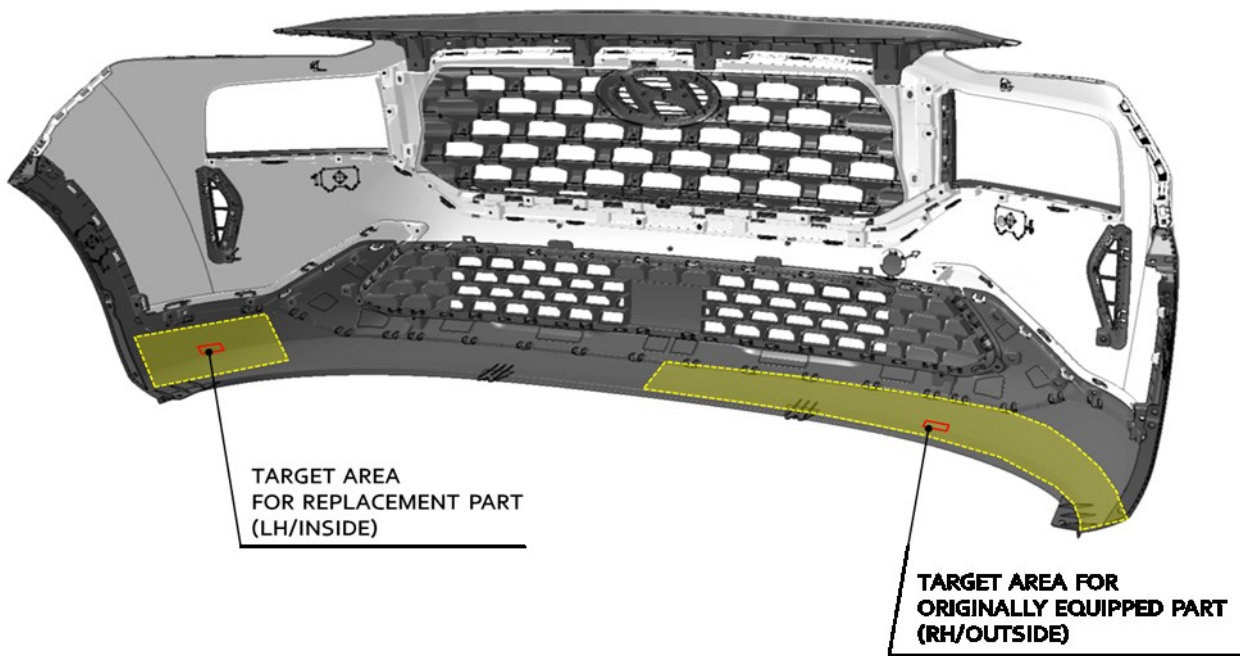 TARGET AREA
FOR REPLACEMENT PART
(LH/INSIDE)
TARGET AREA FOR
ORIGINALLY EQUIPPED PART
(RH/OUTSIDE)